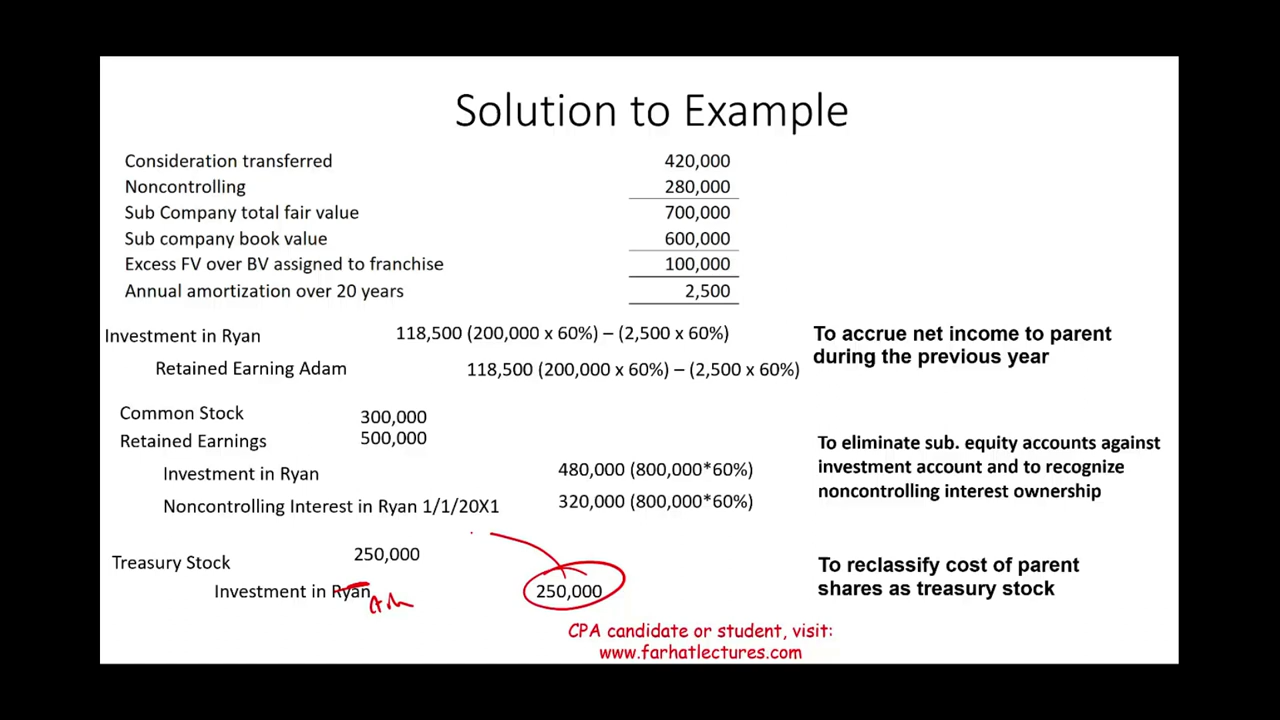 Solution to Example
Consideration transferred 420,000
Noncontrolling 280,000
Sub Company total fair value 700,000
Sub company book value 600,000
Excess FV over BV assigned to franchise 100,000
Annual amortization over 20 years 2,500
Investment in Ryan 118,500 (200,000 x 60%) – (2,500 x 60%)
Retained Earning Adam 118,500 (200,000 x 60%) – (2,500 x 60%)
To accrue net income to parent
during the previous year
Common Stock 300,000
Retained Earnings 500,000
Investment in Ryan 480,000 (800,000*60%)
Noncontrolling Interest in Ryan 1/1/20X1 320,000 (800,000*60%)
To eliminate sub. equity accounts against
investment account and to recognize
noncontrolling interest ownership
Treasury Stock 250,000
Investment in Ryan 250,000
To reclassify cost of parent
shares as treasury stock
CPA candidate or student, visit:
www.farhatlectures.com